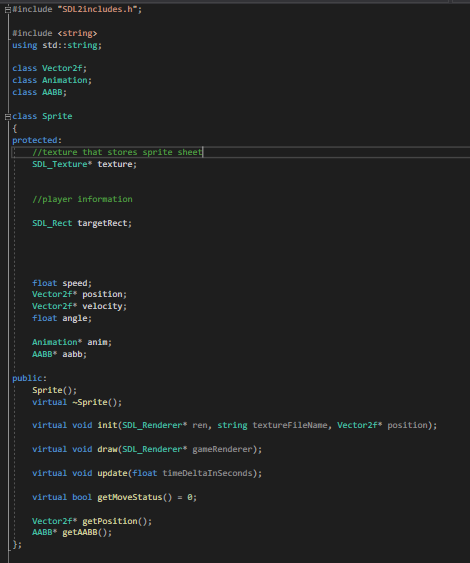 #include "SDL2includes.h";
#include <string>
using std::string;
class Vector2f;
class Animation;
class AABB;
class Sprite
{
protected:
//texture that stores sprite sheet
SDL_Texture* texture;
//player information
SDL_Rect targetRect;
float speed;
Vector2f* position;
Vector2f* velocity;
float angle;
Animation* anim;
AABB* aabb;
public:
Sprite();
virtual ~Sprite();
virtual void init(SDL_Renderer* ren, string textureFileName, Vector2f* position);
virtual void draw(SDL_Renderer* gameRenderer);
virtual void update(float timeDeltaInSeconds);
virtual bool getMoveStatus() = 0;
Vector2f* getPosition();
AABB* getAABB();
};